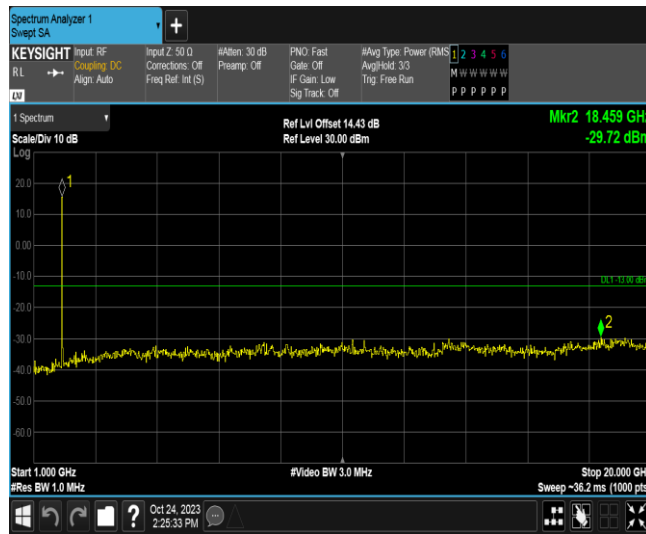 Spectrum Analyzer 1
Swept SA
KEYSIGHT
RL
LXI
Input: RF
Coupling: DC
Align: Auto
Input Z: 50 Ω
Corrections: Off
Freq Ref: Int (S)
#Atten: 30 dB
Preamp: Off
PNO: Fast
Gate: Off
IF Gain: Low
Sig Track: Off
#Avg Type: Power (RMS
Avg|Hold: 3/3
Trig: Free Run
1 2 3 4 5 6
M W W W W W
P P P P P P
1 Spectrum
Scale/Div 10 dB
Log
Ref Lvl Offset 14.43 dB
Ref Level 30.00 dBm
Mkr2 18.459 GHz
-29.72 dBm
20.0
10.0
0.00
-10.0
-20.0
-30.0
-40.0
-50.0
-60.0
1
DL1 -13.00 dBm
2
Start 1.000 GHz
#Res BW 1.0 MHz
#Video BW 3.0 MHz
Stop 20.000 GHz
Sweep ~36.2 ms (1000 pts
?
Oct 24, 2023
2:25:33 PM